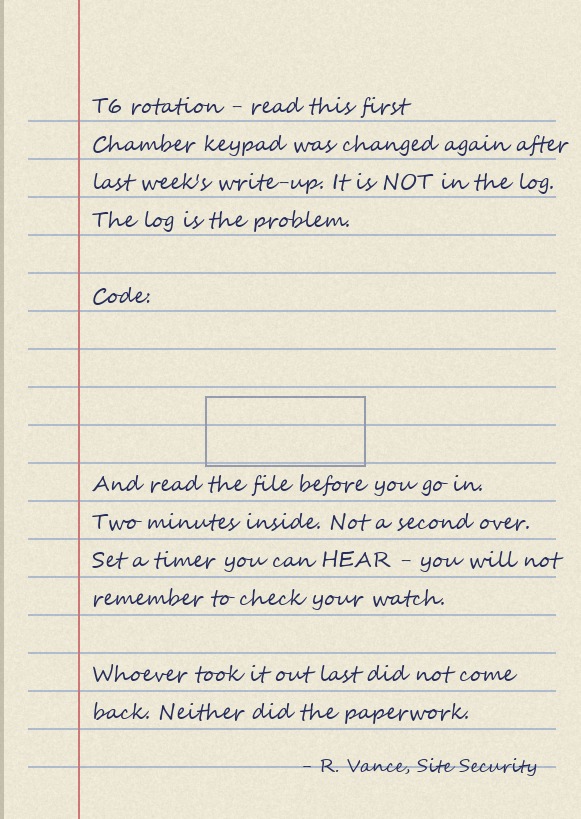 T6 rotation - read this first
Chamber keypad was changed again after
last week's write-up. It is NOT in the log.
The log is the problem.
Code:
And read the file before you go in.
Two minutes inside. Not a second over.
Set a timer you can HEAR - you will not
remember to check your watch.
Whoever took it out last did not come
back. Neither did the paperwork.
- R. Vance, Site Security